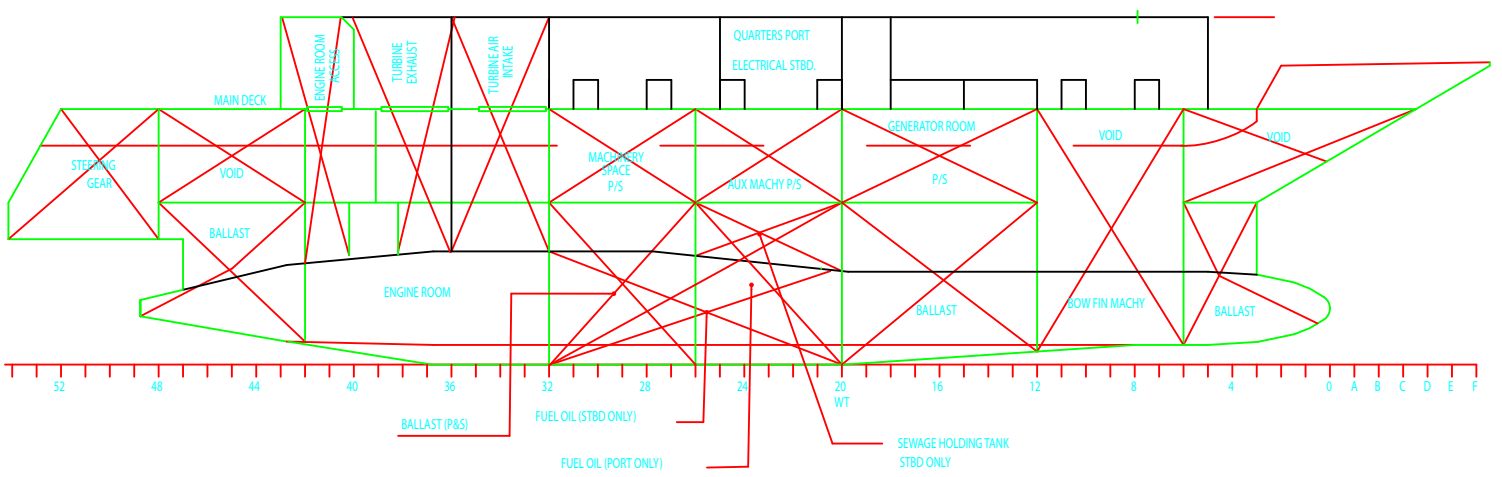 QUARTERS PORT
ELECTRICAL STBD.
ENGINE ROOM
ACCESS
TURBINE
EXHAUST
TURBINE AIR
INTAKE
MAIN DECK
STEERING
GEAR
VOID
MACHINERY
SPACE
P/S
AUX MACHY P/S
GENERATOR ROOM
P/S
VOID
VOID
BALLAST
ENGINE ROOM
BALLAST
BOW FIN MACHY
BALLAST
52 48 44 40 36 32 28 24 20 16 12 8 4 0 A B C D E F
WT
BALLAST (P&S)
FUEL OIL (STBD ONLY)
FUEL OIL (PORT ONLY)
SEWAGE HOLDING TANK
STBD ONLY